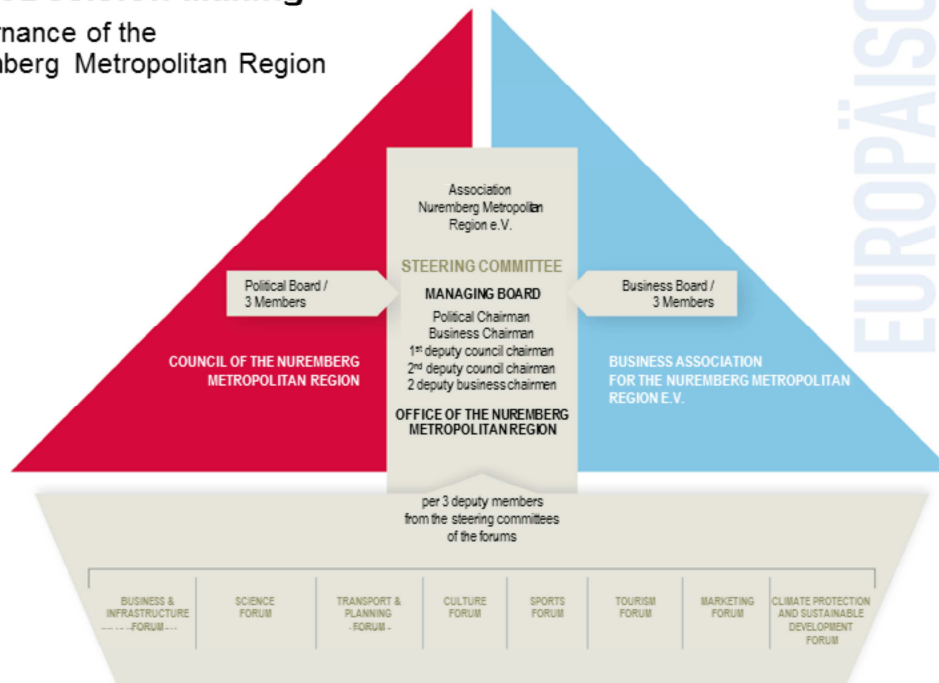 Metropolitan Region
Association
Nuremberg Metropolitan
Region e.V.
STEERING COMMITTEE
MANAGING BOARD
Political Chairman
Business Chairman
1st deputy council chairman
2nd deputy council chairman
2 deputy business chairmen
OFFICE OF THE NUREMBERG
METROPOLITAN REGION
Political Board /
3 Members
Business Board /
3 Members
COUNCIL OF THE NUREMBERG
METROPOLITAN REGION
BUSINESS ASSOCIATION
FOR THE NUREMBERG METROPOLITAN
REGION E.V.
per 3 deputy members
from the steering committees
of the forums
BUSINESS &
INFRASTRUCTURE
FORUM
SCIENCE
FORUM
TRANSPORT &
PLANNING
FORUM
CULTURE
FORUM
SPORTS
FORUM
TOURISM
FORUM
MARKETING
FORUM
CLIMATE PROTECTION
AND SUSTAINABLE
DEVELOPMENT
FORUM
EUROPÄISC